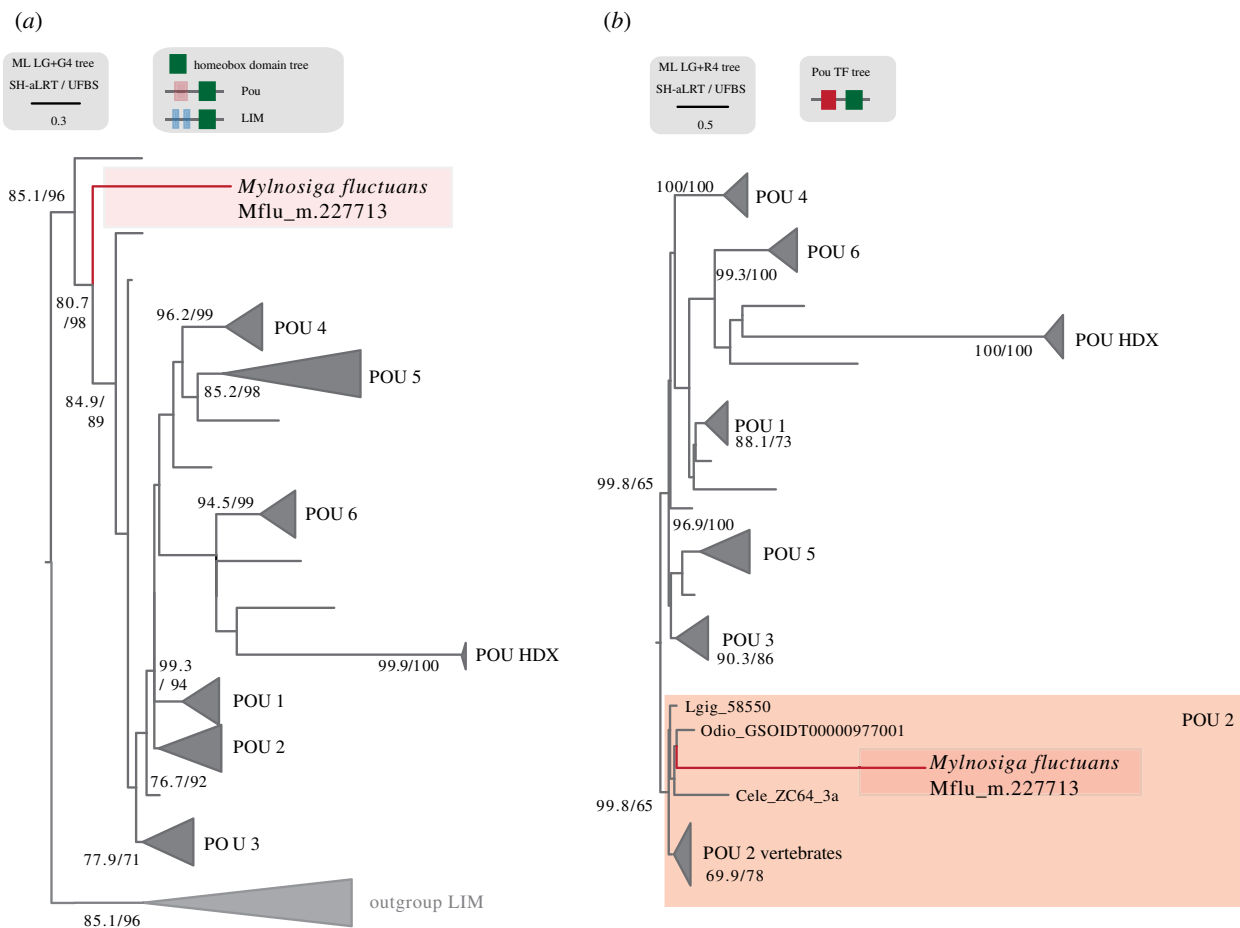 (a)
ML LG+G4 tree
SH-aLRT / UFBS
0.3
homeobox domain tree
Pou
LIM
85.1/96
Mylnosiga fluctuans
Mflu_m.227713
80.7
/98
96.2/99
POU 4
POU 5
85.2/98
84.9/
89
94.5/99
POU 6
POU HDX
99.9/100
99.3
/ 94
POU 1
POU 2
76.7/92
PO U 3
77.9/71
outgroup LIM
85.1/96
(b)
ML LG+R4 tree
SH-aLRT / UFBS
0.5
Pou TF tree
100/100
POU 4
POU 6
99.3/100
POU HDX
100/100
POU 1
88.1/73
99.8/65
96.9/100
POU 5
POU 3
90.3/86
Lgig_58550
POU 2
Odio_GSOIDT00000977001
Mylnosiga fluctuans
Mflu_m.227713
Cele_ZC64_3a
99.8/65
POU 2 vertebrates
69.9/78